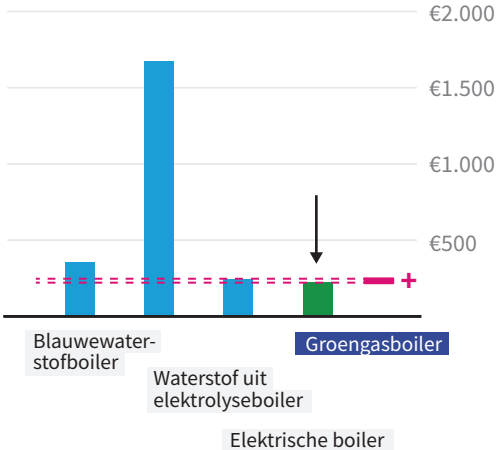 €2.000
€1.500
€1.000
€500
+
Blauwewater-
stofboiler
Groengasboiler
Waterstof uit
elektrolyseboiler
Elektrische boiler